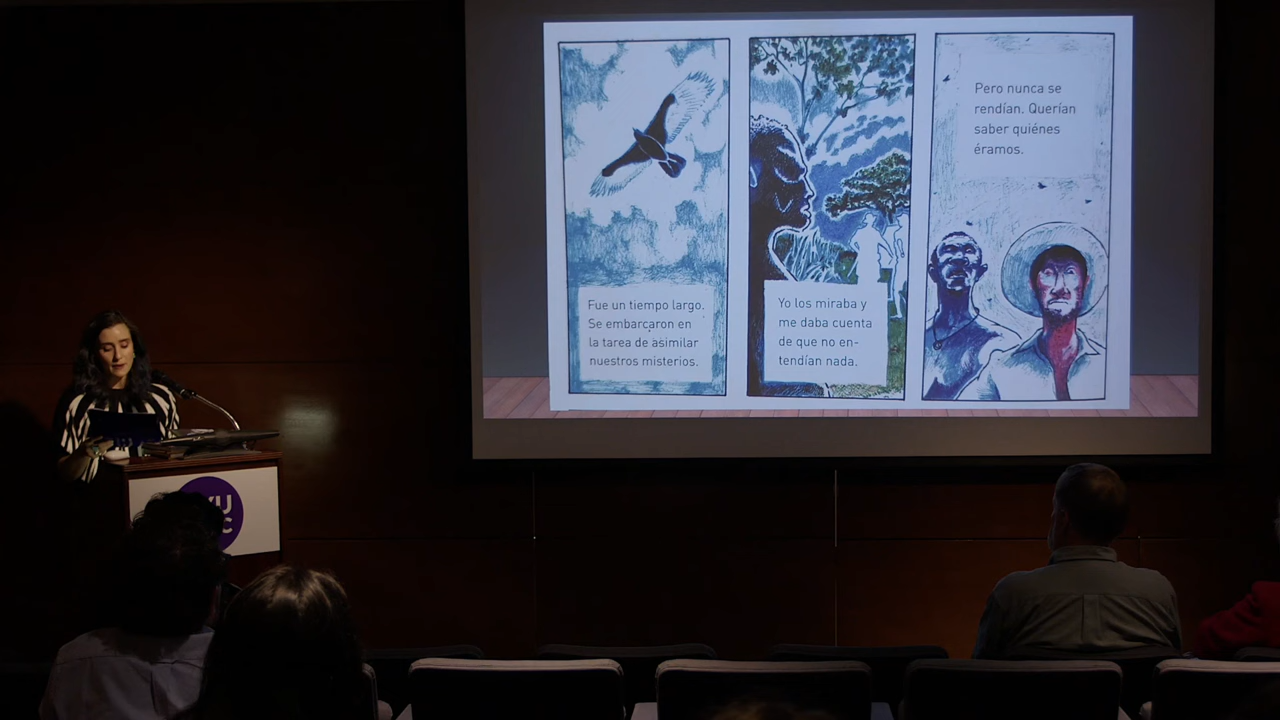 Fue un tiempo largo.
Se embarcaron en
la tarea de asimilar
nuestros misterios.
Yo los miraba y
me daba cuenta
de que no en-
tendían nada.
Pero nunca se
rendían. Querían
saber quiénes
éramos.